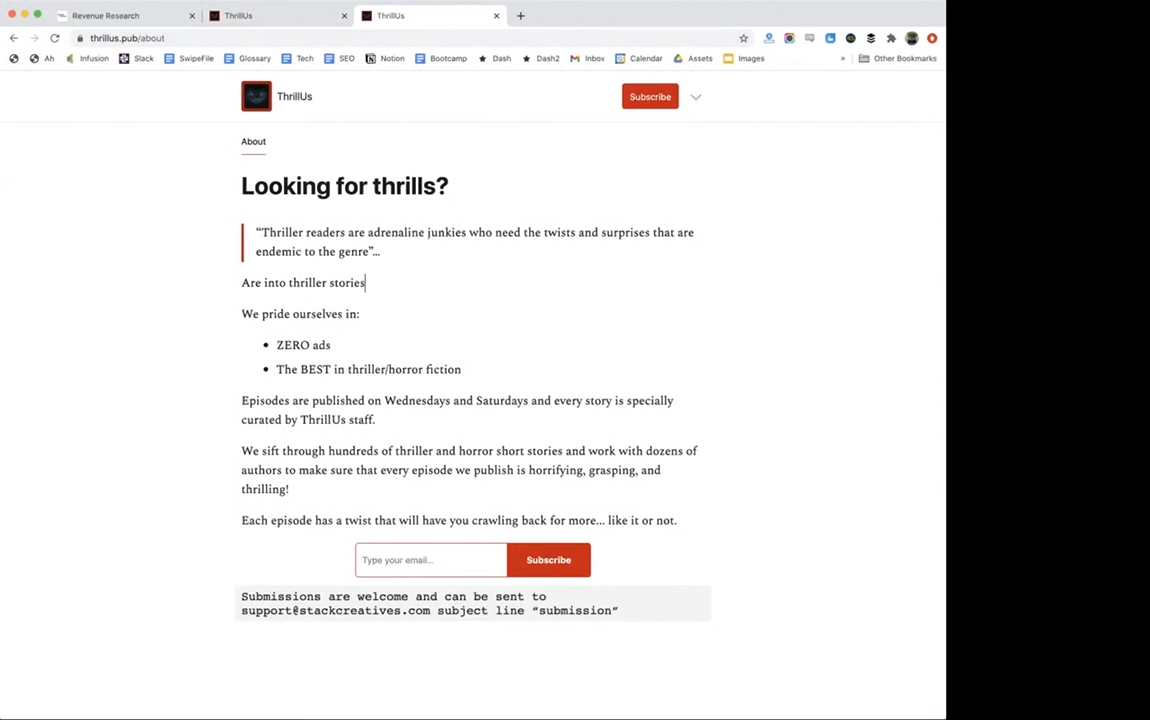 Revenue Research
ThrillUs
ThrillUs
thrillus.pub/about
Ah Infusion Slack SwipeFile Glossary Tech SEO Notion Bootcamp Dash Dash2 Inbox Calendar Assets Images » Other Bookmarks
ThrillUs
Subscribe
About
Looking for thrills?
“Thriller readers are adrenaline junkies who need the twists and surprises that are
endemic to the genre”...
Are into thriller stories
We pride ourselves in:
• ZERO ads
• The BEST in thriller/horror fiction
Episodes are published on Wednesdays and Saturdays and every story is specially
curated by ThrillUs staff.
We sift through hundreds of thriller and horror short stories and work with dozens of
authors to make sure that every episode we publish is horrifying, grasping, and
thrilling!
Each episode has a twist that will have you crawling back for more... like it or not.
Type your email...
Subscribe
Submissions are welcome and can be sent to
support@stackcreatives.com subject line “submission”